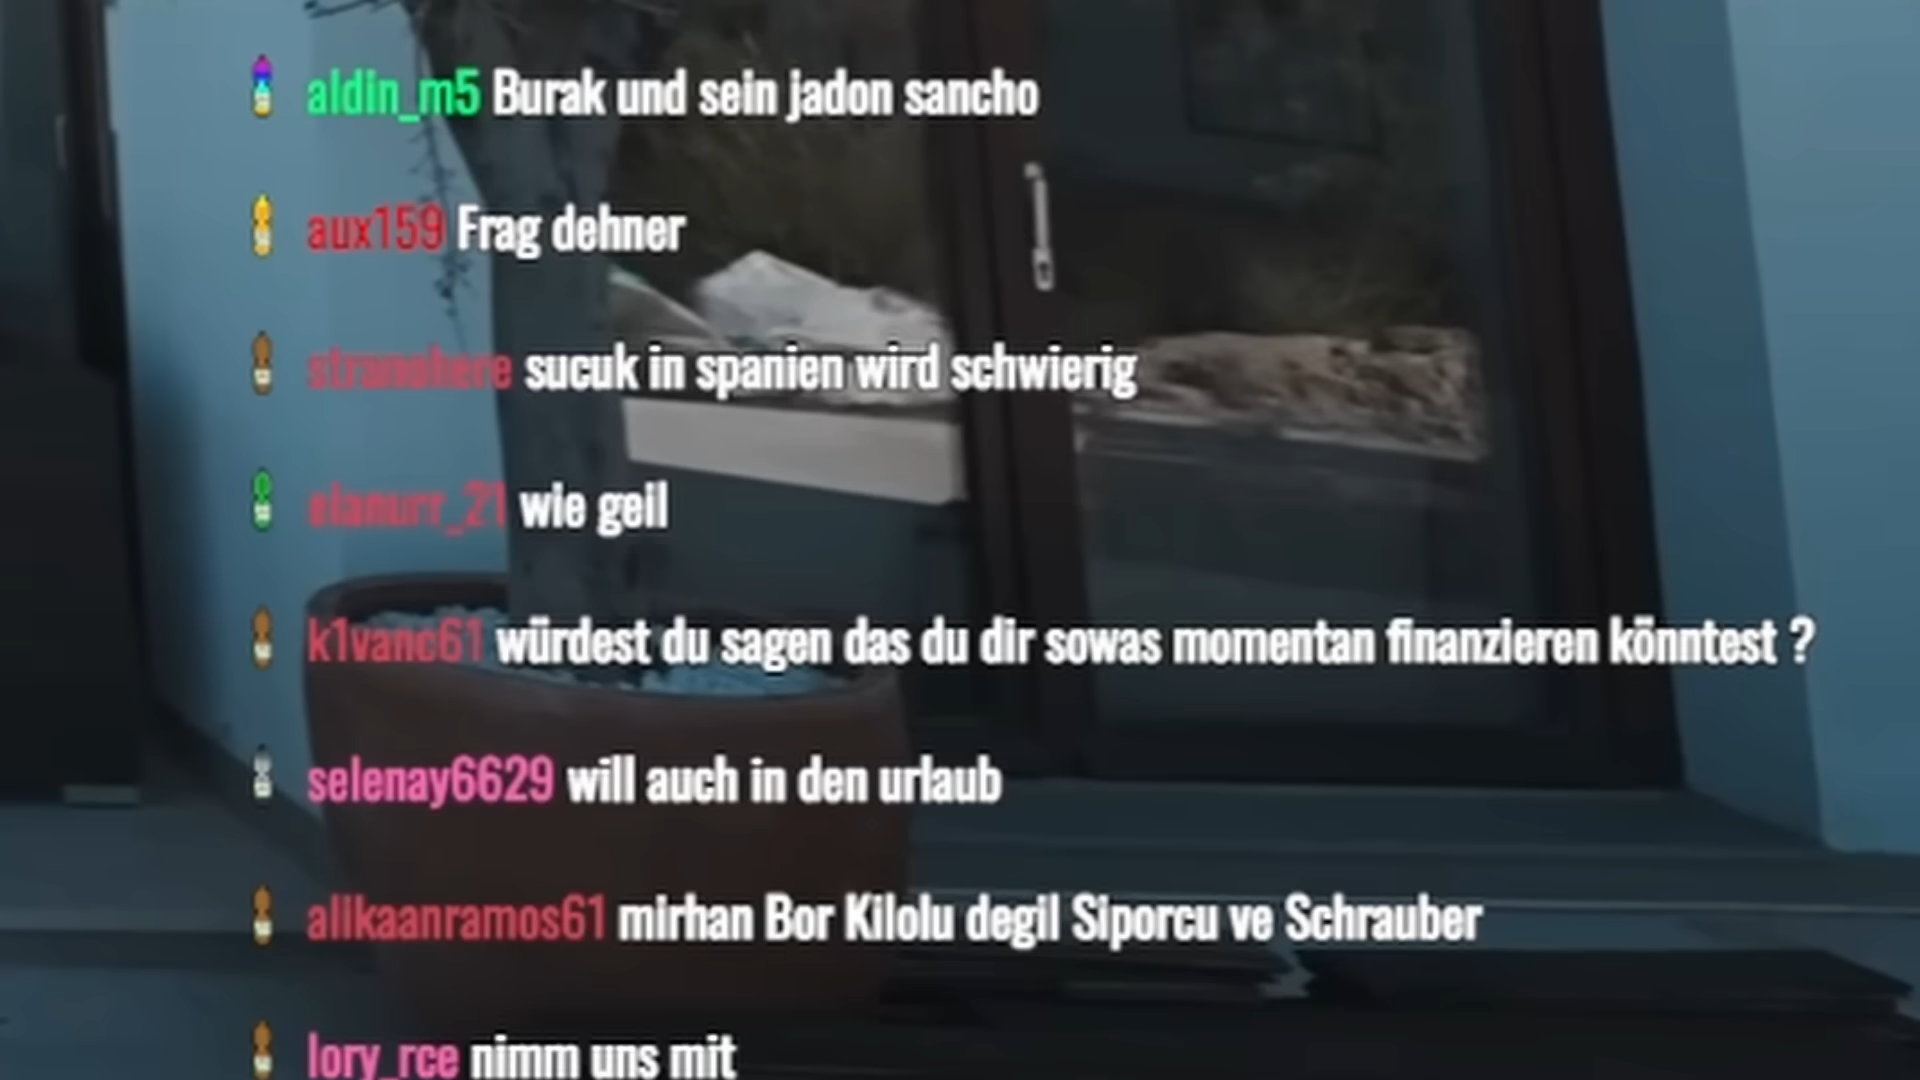 aldin_m5 Burak und sein jadon sancho
aux159 Frag dehner
sucuk in spanien wird schwierig
elanurr_21 wie geil
k1vanc61 würdest du sagen das du dir sowas momentan finanzieren könntest ?
selenay6629 will auch in den urlaub
alikaanramos61 mirhan Bor Kilolu degil Siporcu ve Schrauber
lory_rce nimm uns mit